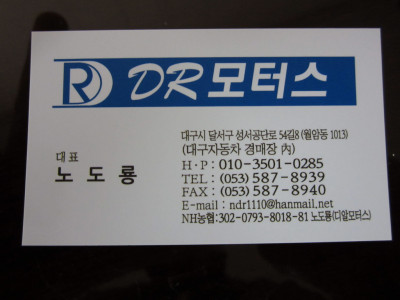 DR DR모터스
대구시 달서구 성서공단로 54길8 (월암동 1013)
(대구자동차 경매장 內)
대표
노도룡
H·P: 010-3501-0285
TEL: (053) 587-8939
FAX: (053) 587-8940
E-mail: ndr1110@hanmail.net
NH농협:302-0793-8018-81 노도룡(디알모터스)